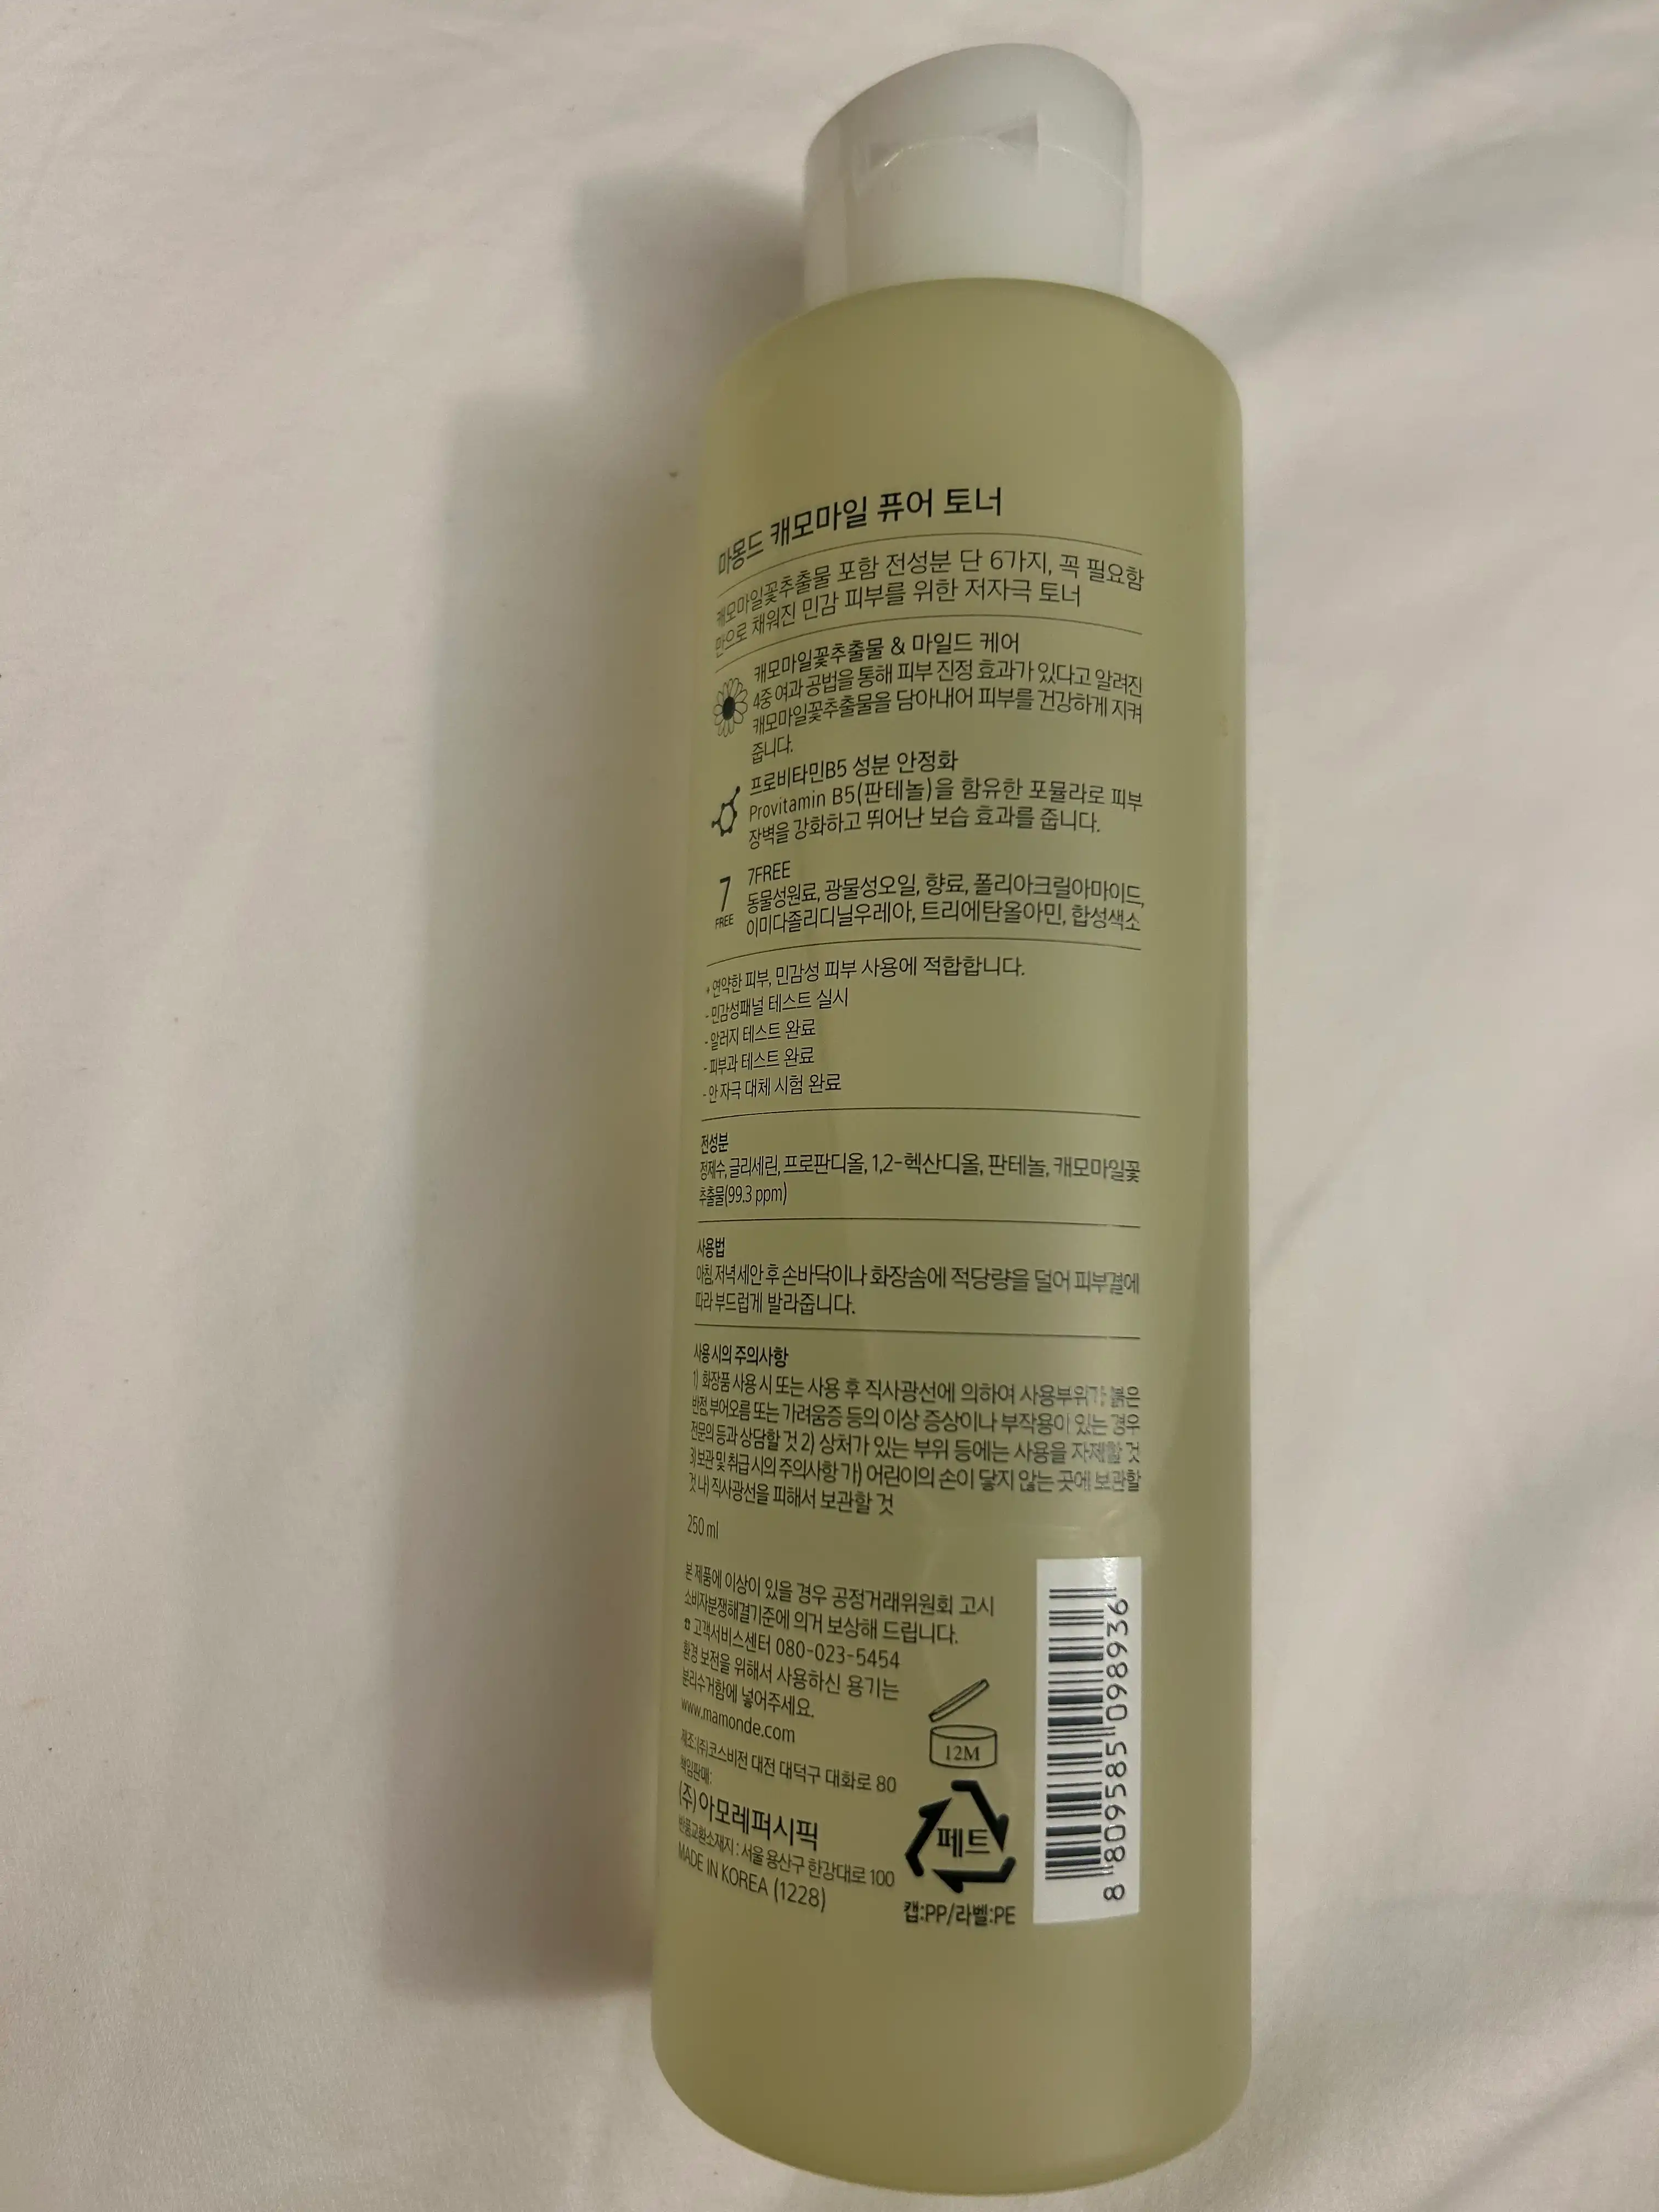 마몽드 캐모마일 퓨어 토너
캐모마일꽃추출물 포함 전성분 단 6가지, 꼭 필요함
만으로 채워진 민감 피부를 위한 저자극 토너
캐모마일꽃추출물 & 마일드 케어
4중 여과 공법을 통해 피부 진정 효과가 있다고 알려진
캐모마일꽃추출물을 담아내어 피부를 건강하게 지켜
줍니다.
프로비타민B5 성분 안정화
Provitamin B5(판테놀)을 함유한 포뮬라로 피부
장벽을 강화하고 뛰어난 보습 효과를 줍니다.
7
FREE
7FREE
동물성원료, 광물성오일, 향료, 폴리아크릴아마이드,
이미다졸리디닐우레아, 트리에탄올아민, 합성색소
* 연약한 피부, 민감성 피부 사용에 적합합니다.
- 민감성패널 테스트 실시
- 알러지 테스트 완료
- 피부과 테스트 완료
- 안 자극 대체 시험 완료
전성분
정제수, 글리세린, 프로판디올, 1,2-헥산디올, 판테놀, 캐모마일꽃
추출물(99.3 ppm)
사용법
아침, 저녁 세안 후 손바닥이나 화장솜에 적당량을 덜어 피부결에
따라 부드럽게 발라줍니다.
사용 시의 주의사항
1) 화장품 사용 시 또는 사용 후 직사광선에 의하여 사용부위가 붉은
반점, 부어오름 또는 가려움증 등의 이상 증상이나 부작용이 있는 경우
전문의 등과 상담할 것 2) 상처가 있는 부위 등에는 사용을 자제할 것
3) 보관 및 취급 시의 주의사항 가) 어린이의 손이 닿지 않는 곳에 보관할
것 나) 직사광선을 피해서 보관할 것
250 ml
본 제품에 이상이 있을 경우 공정거래위원회 고시
소비자분쟁해결기준에 의거 보상해 드립니다.
☎ 고객서비스센터 080-023-5454
환경 보전을 위해서 사용하신 용기는
분리수거함에 넣어주세요.
www.mamonde.com
제조:(주)코스비전 대전 대덕구 대화로 80
책임판매:
(주)아모레퍼시픽
반품교환소재지 : 서울 용산구 한강대로 100
MADE IN KOREA (1228)
12M
페트
캡:PP/라벨:PE
8 809585 098936